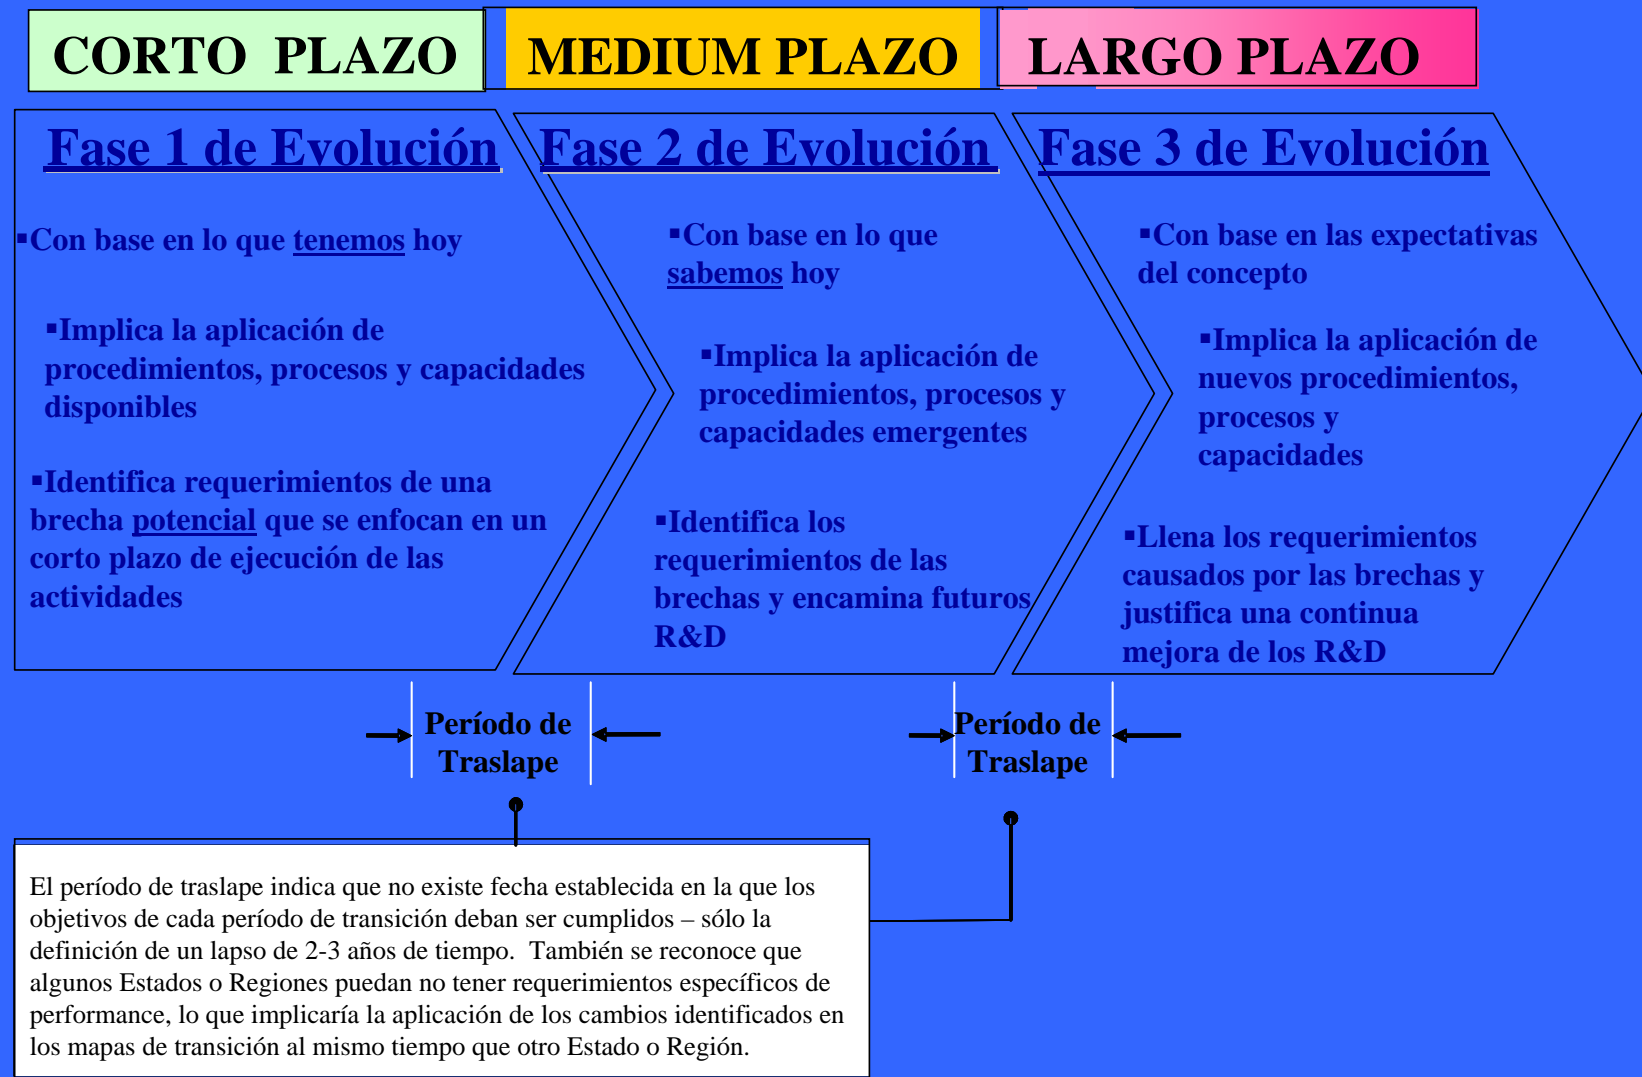 CORTO PLAZO
MEDIUM PLAZO
LARGO PLAZO
Fase 1 de Evolución
▪Con base en lo que tenemos hoy
▪Implica la aplicación de
procedimientos, procesos y capacidades
disponibles
▪Identifica requerimientos de una
brecha potencial que se enfocan en un
corto plazo de ejecución de las
actividades
Fase 2 de Evolución
▪Con base en lo que
sabemos hoy
▪Implica la aplicación de
procedimientos, procesos y
capacidades emergentes
▪Identifica los
requerimientos de las
brechas y encamina futuros
R&D
Fase 3 de Evolución
▪Con base en las expectativas
del concepto
▪Implica la aplicación de
nuevos procedimientos,
procesos y
capacidades
▪Llena los requerimientos
causados por las brechas y
justifica una continua
mejora de los R&D
Período de
Traslape
Período de
Traslape
El período de traslape indica que no existe fecha establecida en la que los
objetivos de cada período de transición deban ser cumplidos – sólo la
definición de un lapso de 2-3 años de tiempo. También se reconoce que
algunos Estados o Regiones puedan no tener requerimientos específicos de
performance, lo que implicaría la aplicación de los cambios identificados en
los mapas de transición al mismo tiempo que otro Estado o Región.